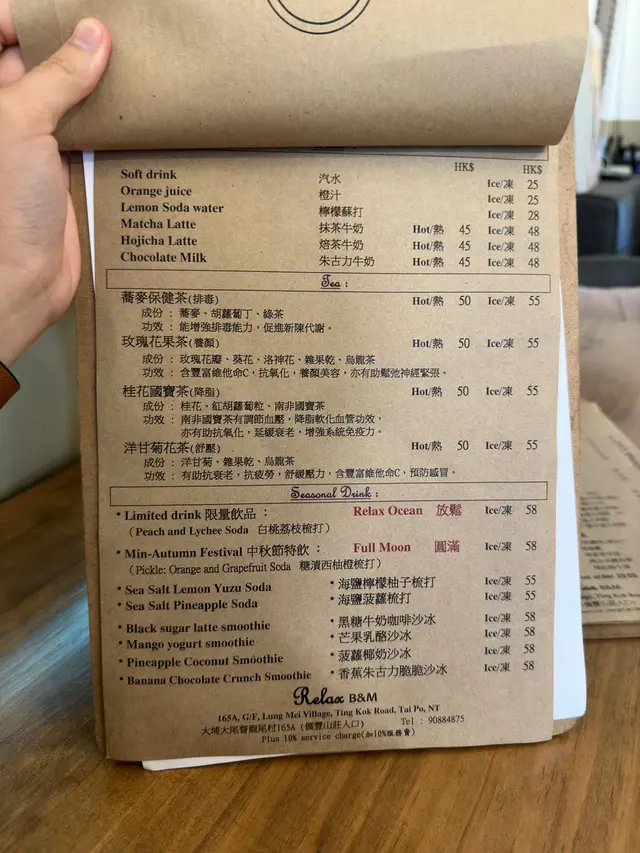 HK$ HK$
Soft drink 汽水 Ice/凍 25
Orange juice 橙汁 Ice/凍 25
Lemon Soda water 檸檬蘇打 Ice/凍 28
Matcha Latte 抹茶牛奶 Hot/熱 45 Ice/凍 48
Hojicha Latte 焙茶牛奶 Hot/熱 45 Ice/凍 48
Chocolate Milk 朱古力牛奶 Hot/熱 45 Ice/凍 48
Tea :
蕎麥保健茶(排毒) Hot/熱 50 Ice/凍 55
成份 : 蕎麥、胡蘿蔔丁、綠茶
功效 : 能增強排毒能力，促進新陳代謝。
玫瑰花果茶(養顏) Hot/熱 50 Ice/凍 55
成份 : 玫瑰花瓣、葵花、洛神花、雜果乾、烏龍茶
功效 : 含豐富維他命C，抗氧化，養顏美容，亦有助鬆弛神經緊張。
桂花國寶茶(降脂) Hot/熱 50 Ice/凍 55
成份 : 桂花、紅胡蘿蔔粒、南非國寶茶
功效 : 南非國寶茶有調節血壓，降脂軟化血管功效，
亦有助抗氧化，延緩衰老，增強系統免疫力。
洋甘菊花茶(舒壓) Hot/熱 50 Ice/凍 55
成份 : 洋甘菊、雜果乾、烏龍茶
功效 : 有助抗衰老，抗疲勞，舒緩壓力，含豐富維他命C，預防感冒。
Seasonal Drink :
• Limited drink 限量飲品 : Relax Ocean 放鬆 Ice/凍 58
(Peach and Lychee Soda 白桃荔枝梳打)
• Min-Autumn Festival 中秋節特飲 : Full Moon 圓滿 Ice/凍 58
(Pickle: Orange and Grapefruit Soda 糖漬西柚橙梳打)
• Sea Salt Lemon Yuzu Soda • 海鹽檸檬柚子梳打 Ice/凍 55
• Sea Salt Pineapple Soda • 海鹽菠蘿梳打 Ice/凍 55
• Black sugar latte smoothie • 黑糖牛奶咖啡沙冰 Ice/凍 58
• Mango yogurt smoothie • 芒果乳酪沙冰 Ice/凍 58
• Pineapple Coconut Smoothie • 菠蘿椰奶沙冰 Ice/凍 58
• Banana Chocolate Crunch Smoothie • 香蕉朱古力脆脆沙冰 Ice/凍 58
Relax B&M
165A, G/F, Lung Mei Village, Ting Kok Road, Tai Po, NT
大埔大尾督龍尾村165A (儷豐山莊入口) Tel : 90884875
Plus 10% service charge(加10%服務費)